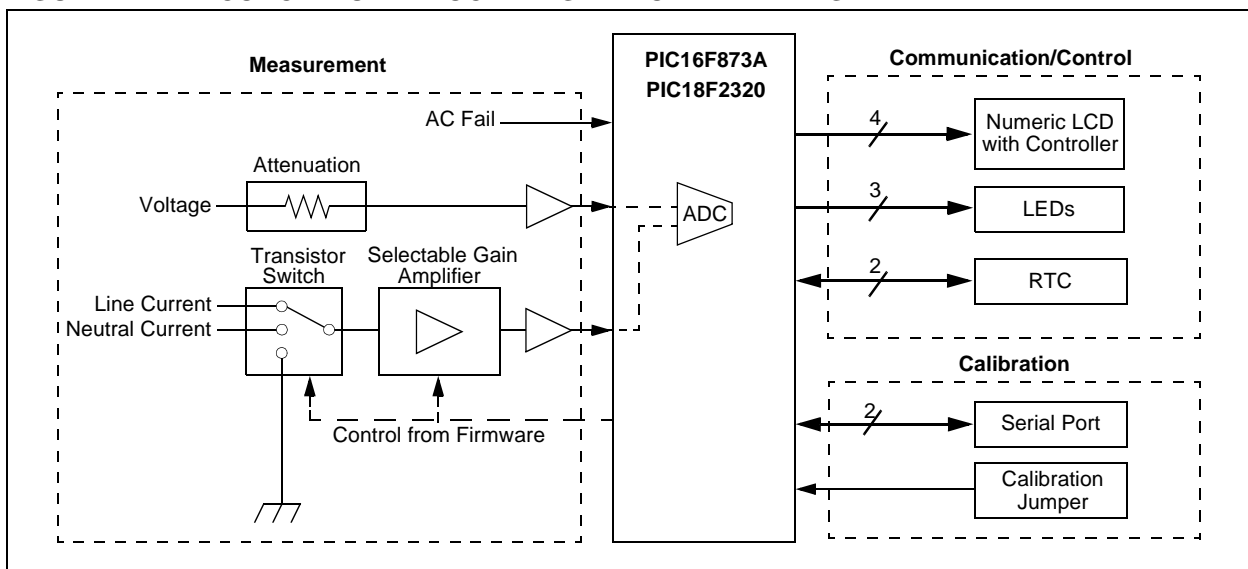 Measurement
AC Fail
Attenuation
Voltage
Transistor
Switch
Selectable Gain
Amplifier
Line Current
Neutral Current
Control from Firmware
PIC16F873A
PIC18F2320
ADC
Communication/Control
4
Numeric LCD
with Controller
3
LEDs
2
RTC
Calibration
2
Serial Port
Calibration
Jumper